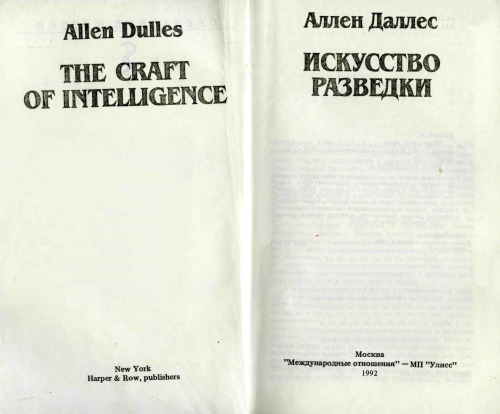 Allen Dulles
THE CRAFT
OF INTELLIGENCE
New York
Harper & Row, publishers
Аллен Даллес
ИСКУССТВО
РАЗВЕДКИ
Москва
"Международные отношения" — МП "Улисс"
1992